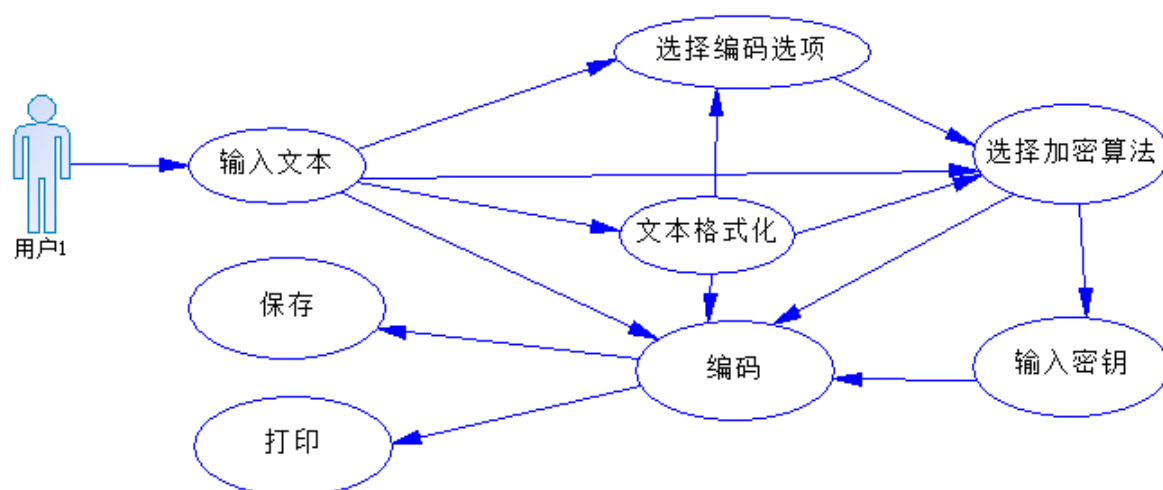 选择编码选项
输入文本
选择加密算法
用户1
文本格式化
保存
编码
输入密钥
打印